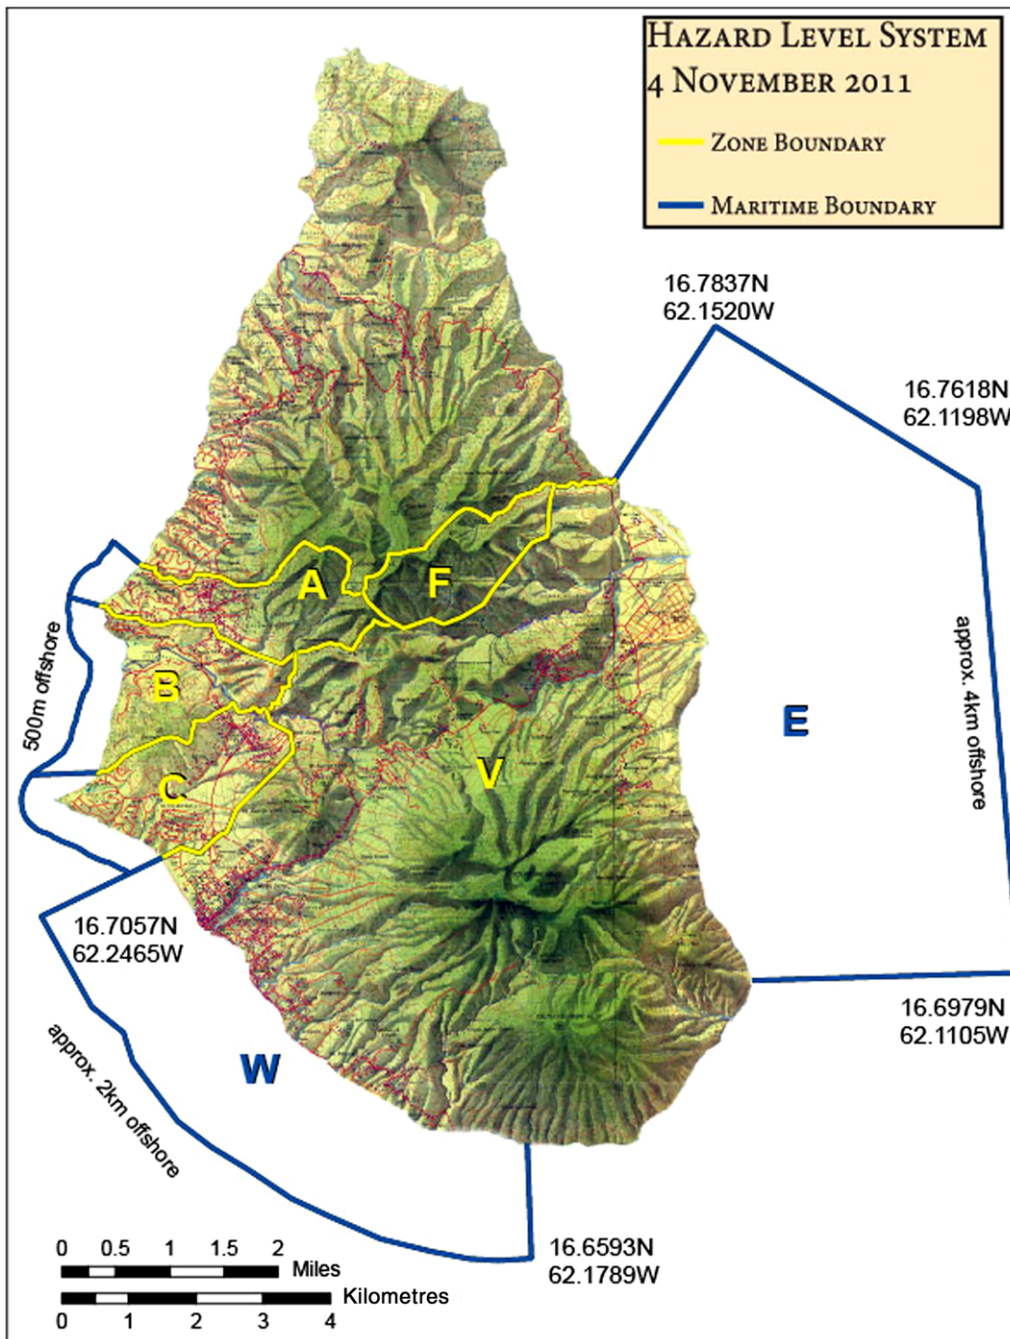 HAZARD LEVEL SYSTEM
4 NOVEMBER 2011
ZONE BOUNDARY
MARITIME BOUNDARY
16.7837N
62.1520W
16.7618N
62.1198W
A
F
500m offshore
B
E
approx. 4km offshore
C
V
16.7057N
62.2465W
16.6979N
62.1105W
approx. 2km offshore
W
16.6593N
62.1789W
0 0.5 1 1.5 2
Miles
Kilometres
0 1 2 3 4